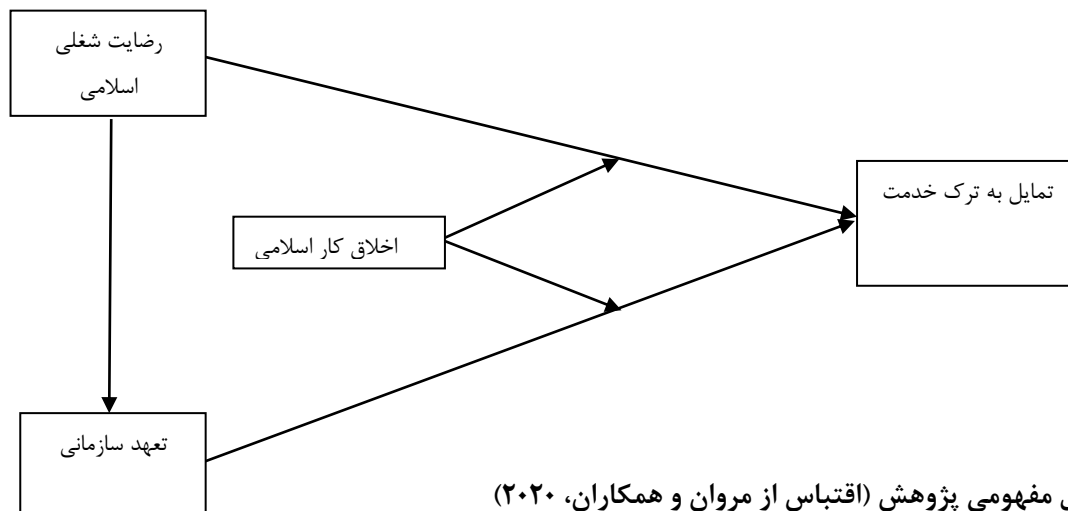 رضایت شغلی
اسلامی
تمایل به ترک خدمت
اخلاق کار اسلامی
تعهد سازمانی
مفهومی پژوهش (اقتباس از مروان و همکاران، ۲۰۲۰)